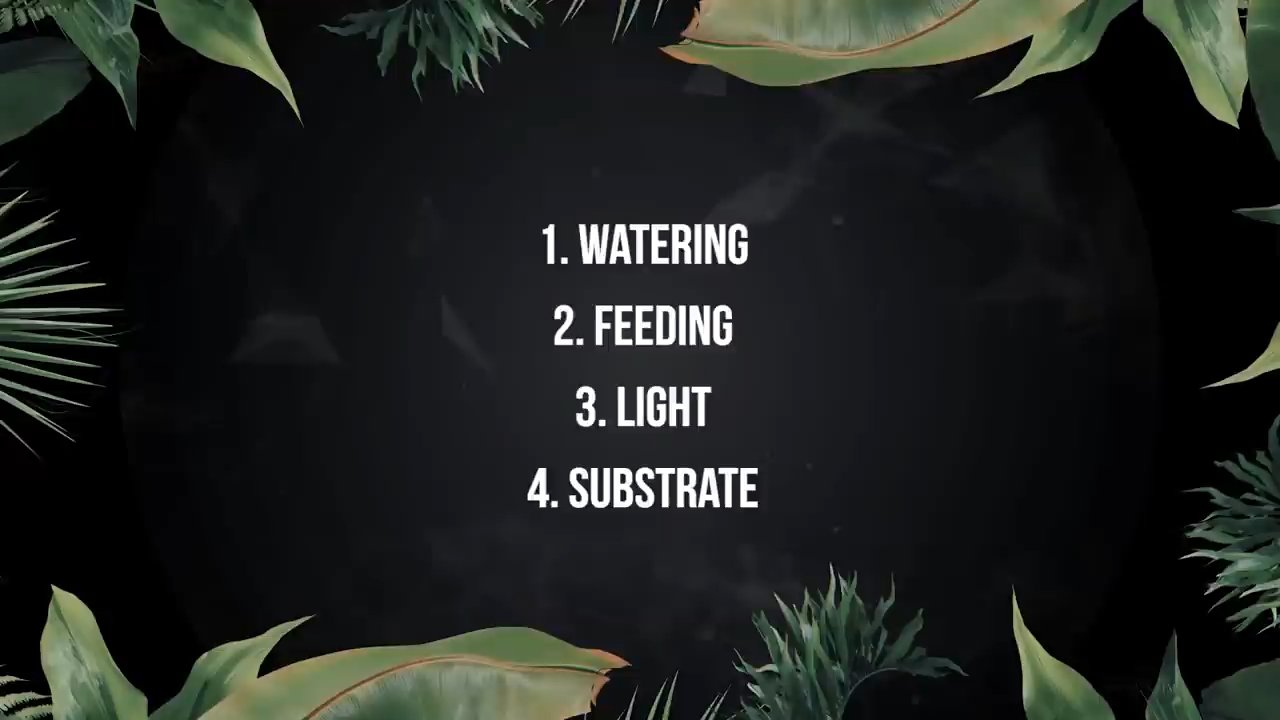 1. WATERING
2. FEEDING
3. LIGHT
4. SUBSTRATE